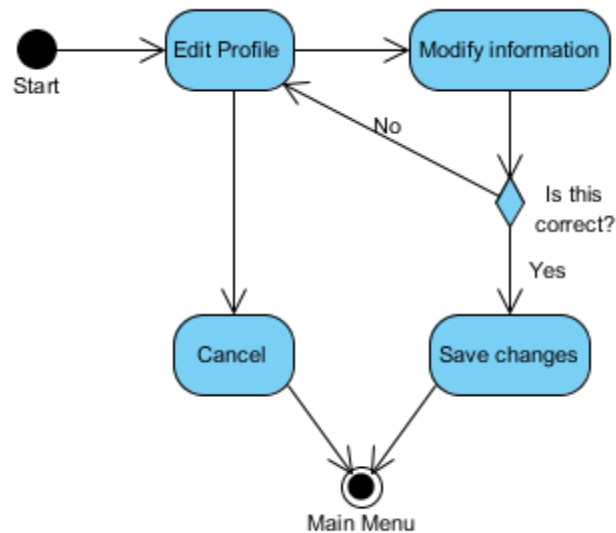 Edit Profile
Modify information
Start
No
Is this
correct?
Yes
Cancel
Save changes
Main Menu